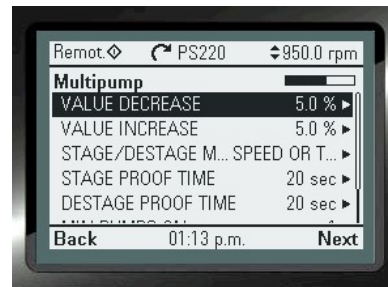 Remot. PS220 950.0 rpm
Multipump
VALUE DECREASE 5.0 %
VALUE INCREASE 5.0 %
STAGE/DESTAGE M... SPEED OR T...
STAGE PROOF TIME 20 sec
DESTAGE PROOF TIME 20 sec
Back 01:13 p.m. Next